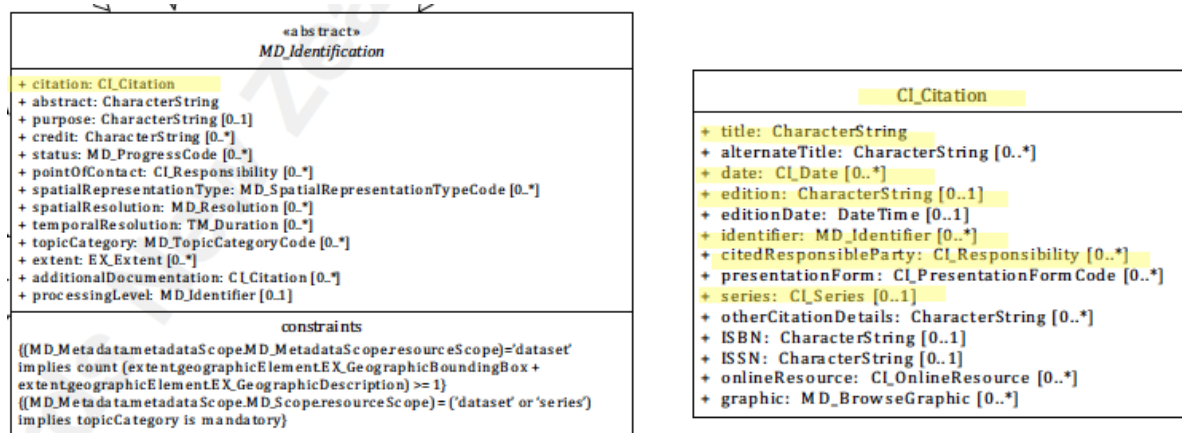 «abstract»
MD_Identification
+ citation: CI_Citation
+ abstract: CharacterString
+ purpose: CharacterString [0..1]
+ credit: CharacterString [0..*]
+ status: MD_ProgressCode [0..*]
+ pointOfContact: CI_Responsibility [0..*]
+ spatialRepresentationType: MD_SpatialRepresentationTypeCode [0..*]
+ spatialResolution: MD_Resolution [0..*]
+ temporalResolution: TM_Duration [0..*]
+ topicCategory: MD_TopicCategoryCode [0..*]
+ extent: EX_Extent [0..*]
+ additionalDocumentation: CI_Citation [0..*]
+ processingLevel: MD_Identifier [0..1]
constraints
{(MD_Metadata.metadataScope.MD_MetadataScope.resourceScope)='dataset'
implies count (extent.geographicElement.EX_GeographicBoundingBox +
extent.geographicElement.EX_GeographicDescription) >= 1}
{(MD_Metadata.metadataScope.MD_Scope.resourceScope) = ('dataset' or 'series')
implies topicCategory is mandatory}
CI_Citation
+ title: CharacterString
+ alternateTitle: CharacterString [0..*]
+ date: CI_Date [0..*]
+ edition: CharacterString [0..1]
+ editionDate: DateTime [0..1]
+ identifier: MD_Identifier [0..*]
+ citedResponsibleParty: CI_Responsibility [0..*]
+ presentationForm: CI_PresentationFormCode [0..*]
+ series: CI_Series [0..1]
+ otherCitationDetails: CharacterString [0..*]
+ ISBN: CharacterString [0..1]
+ ISSN: CharacterString [0..1]
+ onlineResource: CI_OnlineResource [0..*]
+ graphic: MD_BrowseGraphic [0..*]